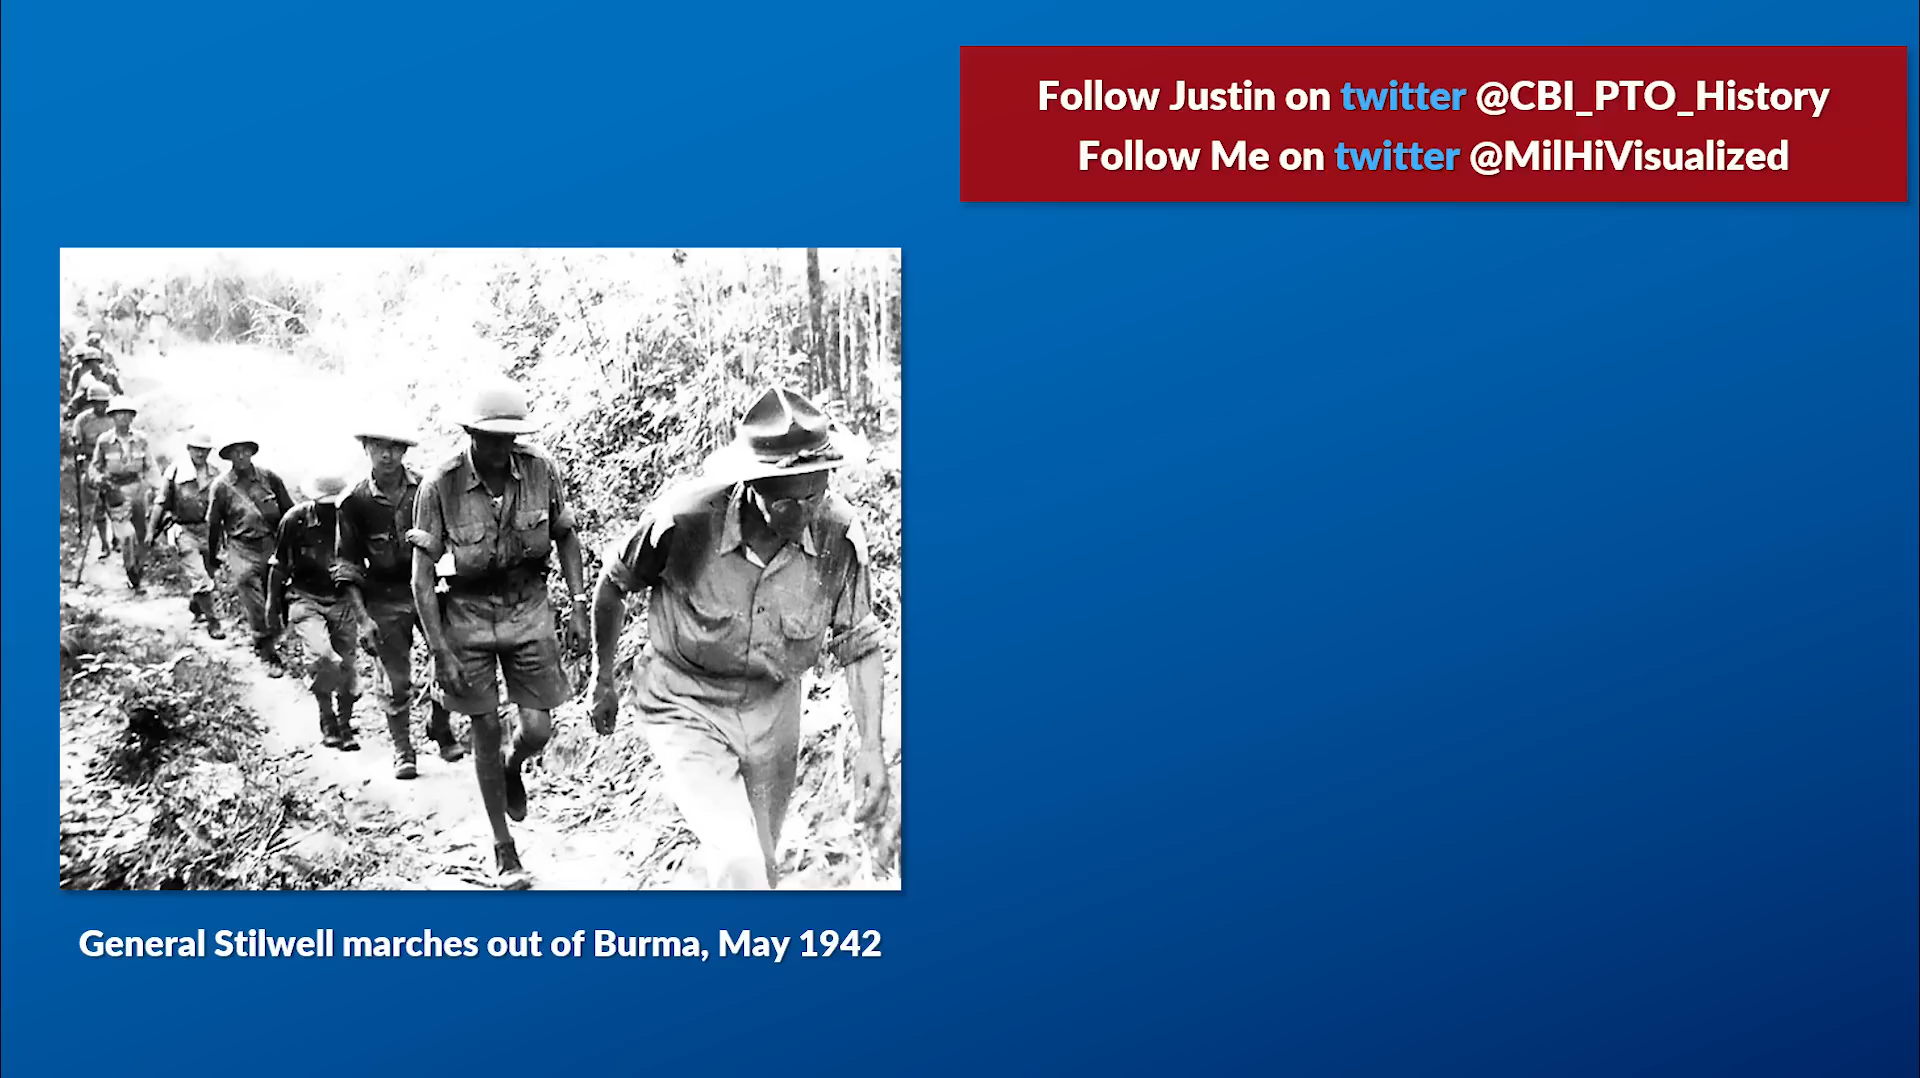 Follow Justin on twitter @CBI_PTO_History
Follow Me on twitter @MilHiVisualized
General Stilwell marches out of Burma, May 1942